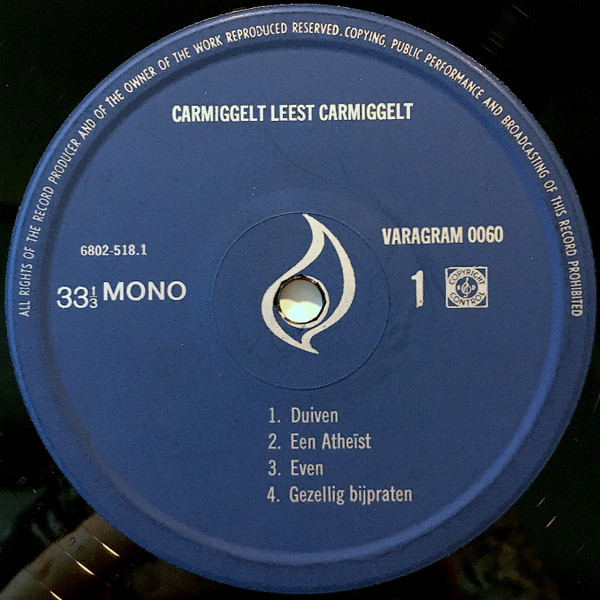 ALL RIGHTS OF THE RECORD PRODUCER AND OF THE OWNER OF THE WORK REPRODUCED RESERVED. COPYING, PUBLIC PERFORMANCE AND BROADCASTING OF THIS RECORD PROHIBITED
CARMIGGELT LEEST CARMIGGELT
VARAGRAM 0060
6802-518.1
33⅓ MONO
1
COPYRIGHT
CONTROL
1. Duiven
2. Een Atheïst
3. Even
4. Gezellig bijpraten